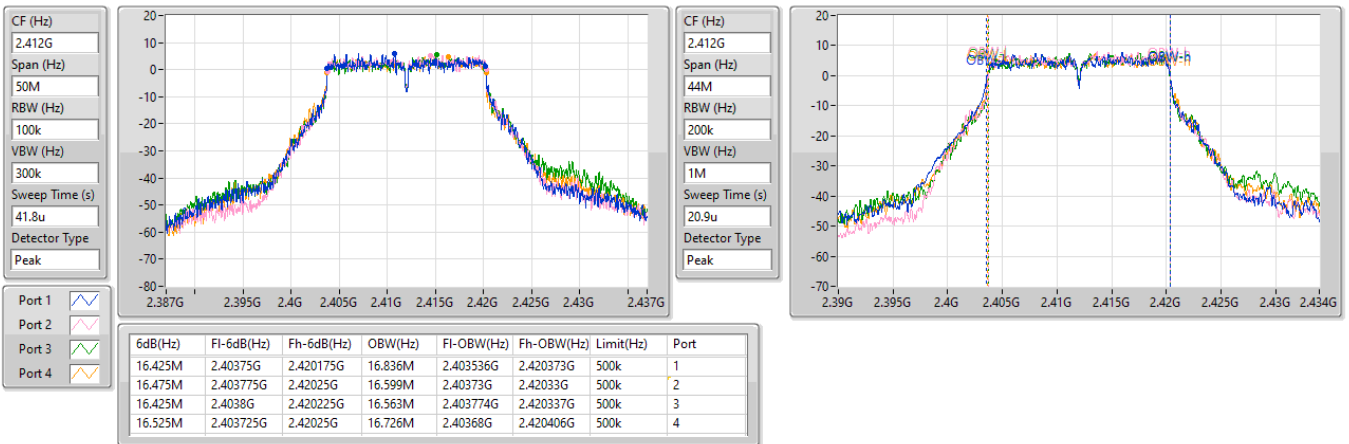 CF (Hz)
2.412G
Span (Hz)
50M
RBW (Hz)
100k
VBW (Hz)
300k
Sweep Time (s)
41.8u
Detector Type
Peak
20-
10-
0-
-10-
-20-
-30-
-40-
-50-
-60-
-70-
-80-
2.387G 2.395G 2.4G 2.405G 2.41G 2.415G 2.42G 2.425G 2.43G 2.437G
CF (Hz)
2.412G
Span (Hz)
44M
RBW (Hz)
200k
VBW (Hz)
1M
Sweep Time (s)
20.9u
Detector Type
Peak
20-
10-
0-
-10-
-20-
-30-
-40-
-50-
-60-
-70-
OBW-h
2.39G 2.395G 2.4G 2.405G 2.41G 2.415G 2.42G 2.425G 2.43G 2.434G
Port 1
Port 2
Port 3
Port 4
6dB(Hz) Fl-6dB(Hz) Fh-6dB(Hz) OBW(Hz) Fl-OBW(Hz) Fh-OBW(Hz) Limit(Hz) Port
16.425M 2.40375G 2.420175G 16.836M 2.403536G 2.420373G 500k 1
16.475M 2.403775G 2.42025G 16.599M 2.40373G 2.42033G 500k 2
16.425M 2.4038G 2.420225G 16.563M 2.403774G 2.420337G 500k 3
16.525M 2.403725G 2.42025G 16.726M 2.40368G 2.420406G 500k 4